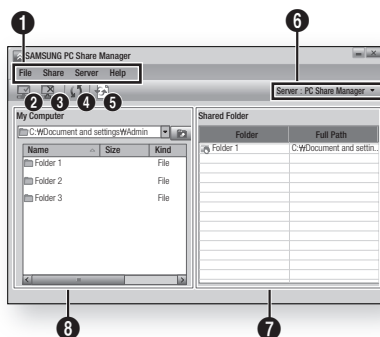 1
6
SAMSUNG PC Share Manager
File Share Server Help
2 3 4 5
Server : PC Share Manager
My Computer
Shared Folder
C:₩Document and settings₩Admin
Folder Full Path
Name Size Kind
Folder 1 C:₩Document and settin..
Folder 1 File
Folder 2 File
Folder 3 File
8
7